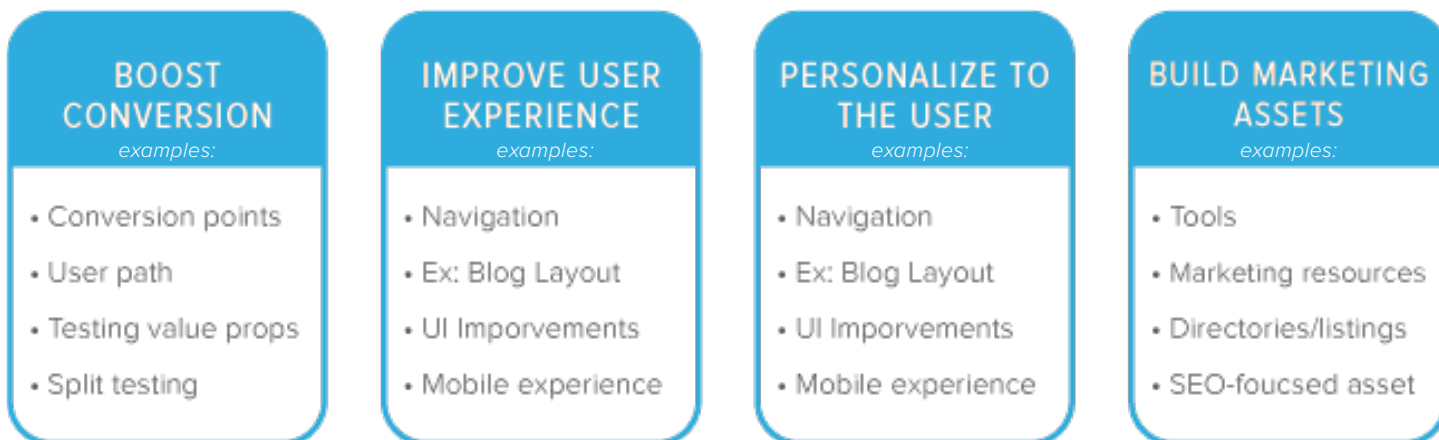 BOOST
CONVERSION
examples:
• Conversion points
• User path
• Testing value props
• Split testing
IMPROVE USER
EXPERIENCE
examples:
• Navigation
• Ex: Blog Layout
• UI Imporvements
• Mobile experience
PERSONALIZE TO
THE USER
examples:
• Navigation
• Ex: Blog Layout
• UI Imporvements
• Mobile experience
BUILD MARKETING
ASSETS
examples:
• Tools
• Marketing resources
• Directories/listings
• SEO-foucsed asset